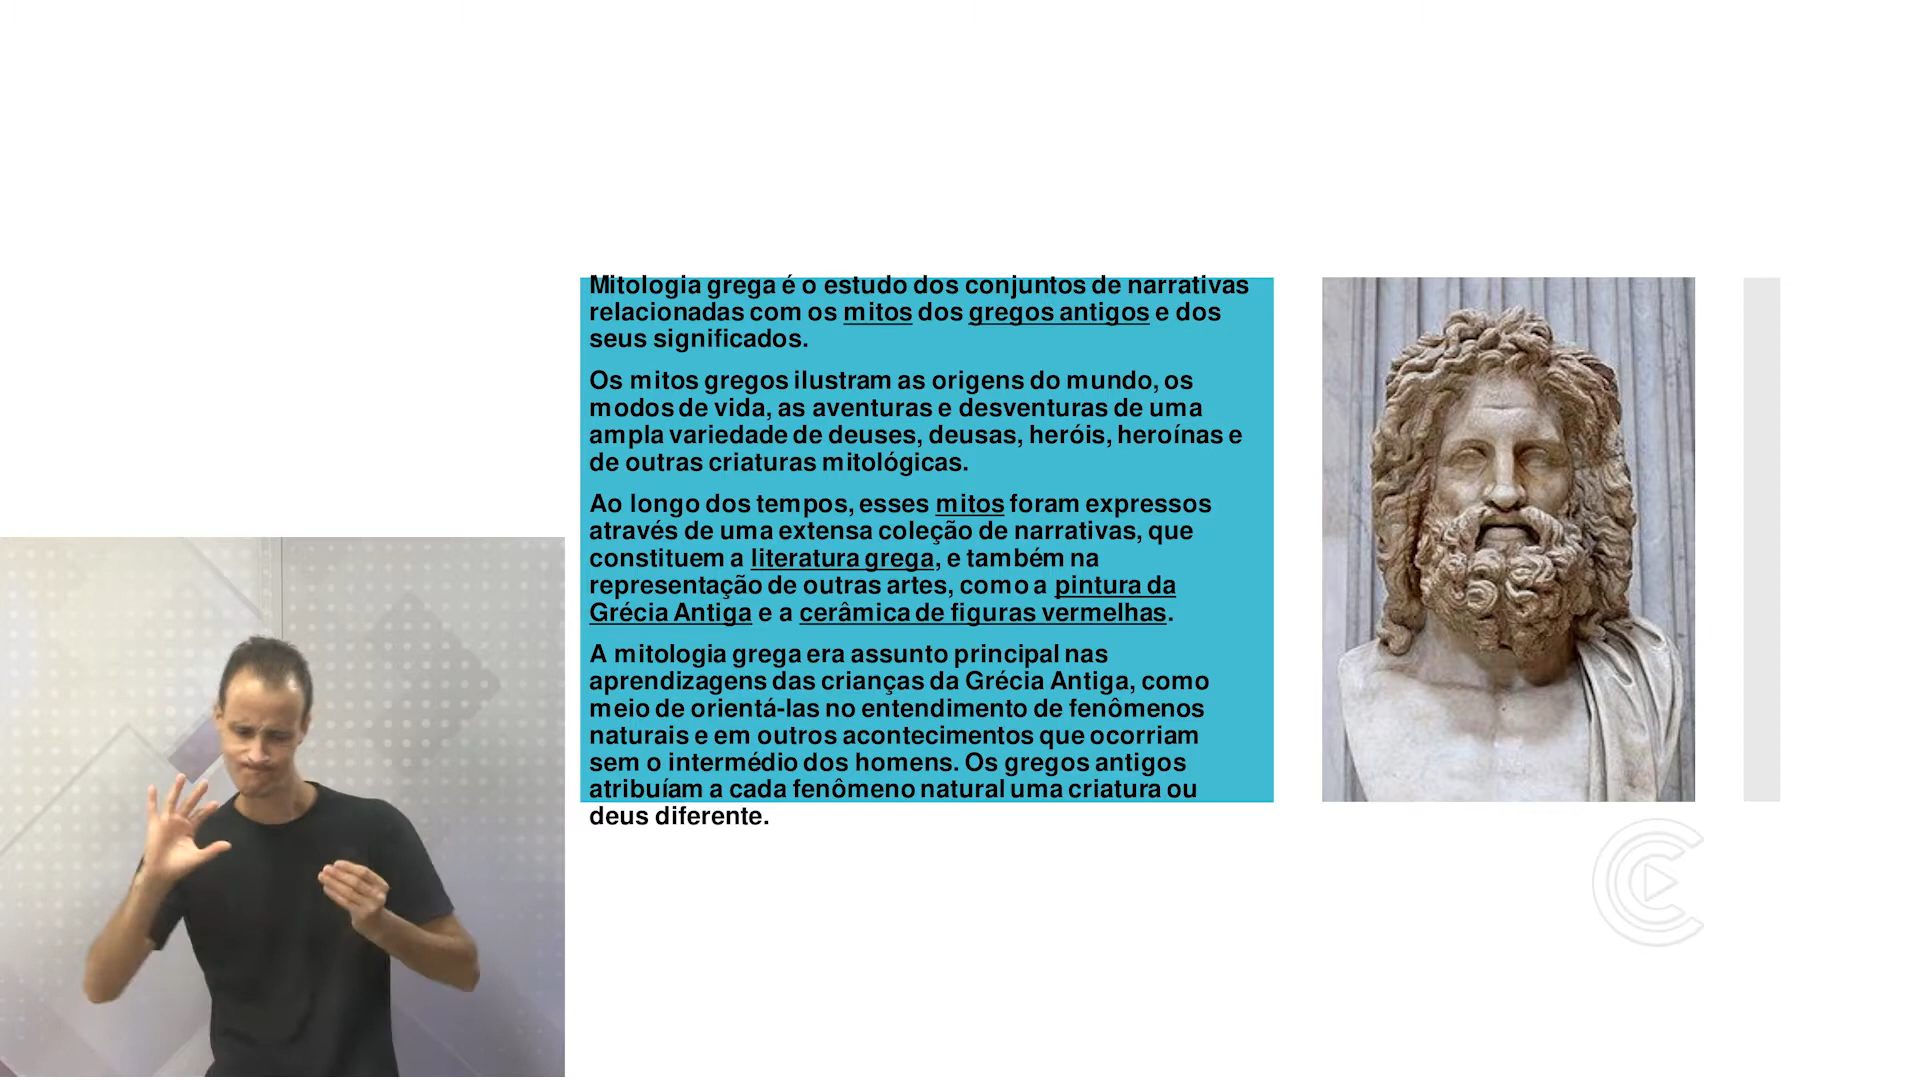 Mitologia grega é o estudo dos conjuntos de narrativas
relacionadas com os mitos dos gregos antigos e dos
seus significados.
Os mitos gregos ilustram as origens do mundo, os
modos de vida, as aventuras e desventuras de uma
ampla variedade de deuses, deusas, heróis, heroínas e
de outras criaturas mitológicas.
Ao longo dos tempos, esses mitos foram expressos
através de uma extensa coleção de narrativas, que
constituem a literatura grega, e também na
representação de outras artes, como a pintura da
Grécia Antiga e a cerâmica de figuras vermelhas.
A mitologia grega era assunto principal nas
aprendizagens das crianças da Grécia Antiga, como
meio de orientá-las no entendimento de fenômenos
naturais e em outros acontecimentos que ocorriam
sem o intermédio dos homens. Os gregos antigos
atribuíam a cada fenômeno natural uma criatura ou
deus diferente.